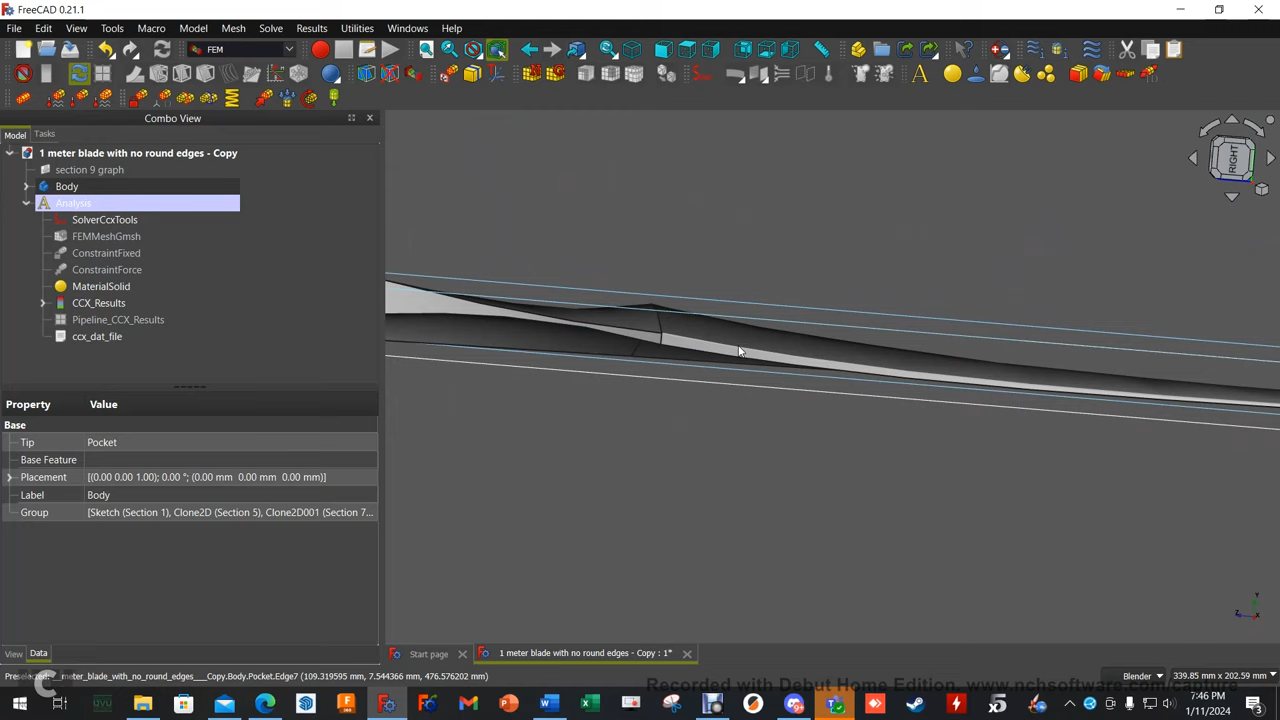 FreeCAD 0.21.1
File Edit View Tools Macro Model Mesh Solve Results Utilities Windows Help
FEM
Combo View
Model Tasks
1 meter blade with no round edges - Copy
section 9 graph
Body
Analysis
SolverCcxTools
FEMMeshGmsh
ConstraintFixed
ConstraintForce
MaterialSolid
CCX_Results
Pipeline_CCX_Results
ccx_dat_file
RIGHT
Property Value
Base
Tip Pocket
Base Feature
Placement [(0.00 0.00 1.00); 0.00 °; (0.00 mm 0.00 mm 0.00 mm)]
Label Body
Group [Sketch (Section 1), Clone2D (Section 5), Clone2D001 (Section 7...
Y
Z
X
View Data
Start page
1 meter blade with no round edges - Copy : 1*
Blender
339.85 mm x 202.59 mm
Recorded with Debut Home Edition. www.nchsoftware.com/capture
7:46 PM
1/11/2024